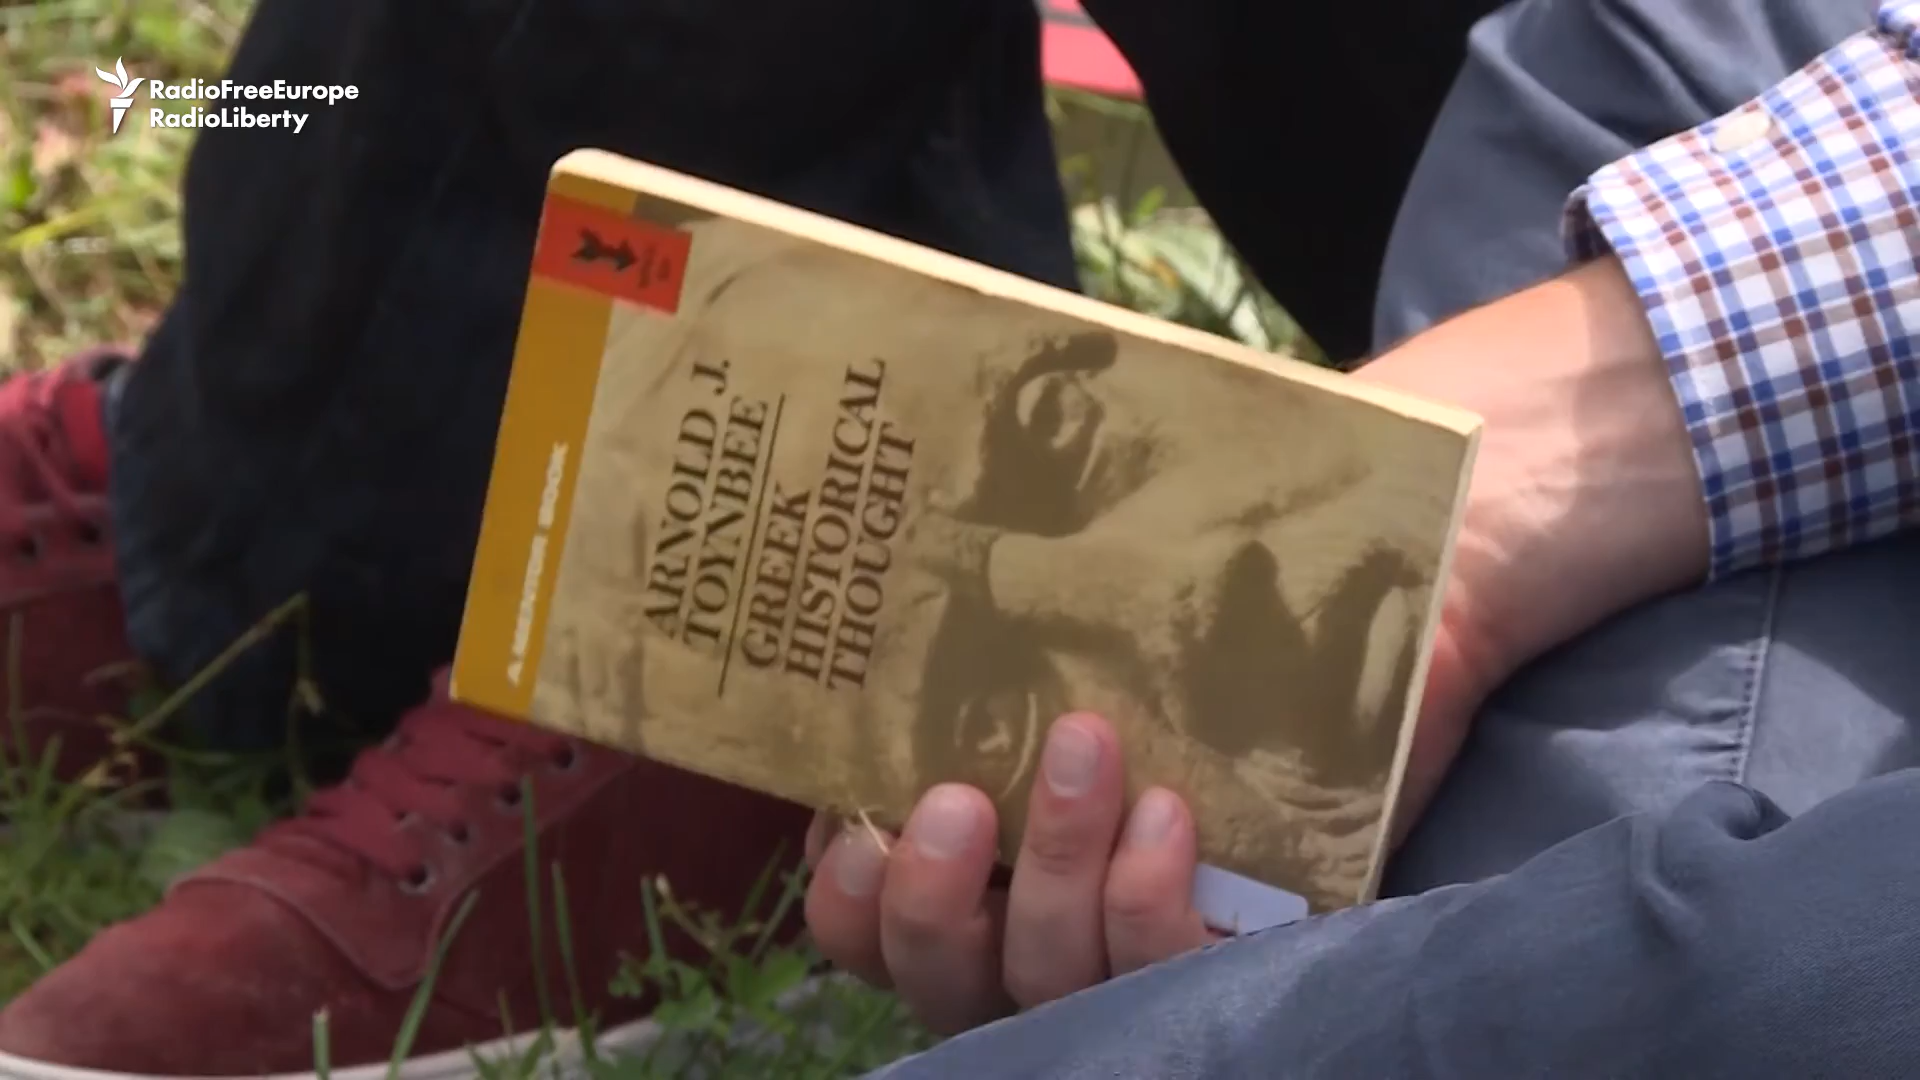 RadioFreeEurope
RadioLiberty
A MENTOR BOOK
ARNOLD J.
TOYNBEE
GREEK
HISTORICAL
THOUGHT